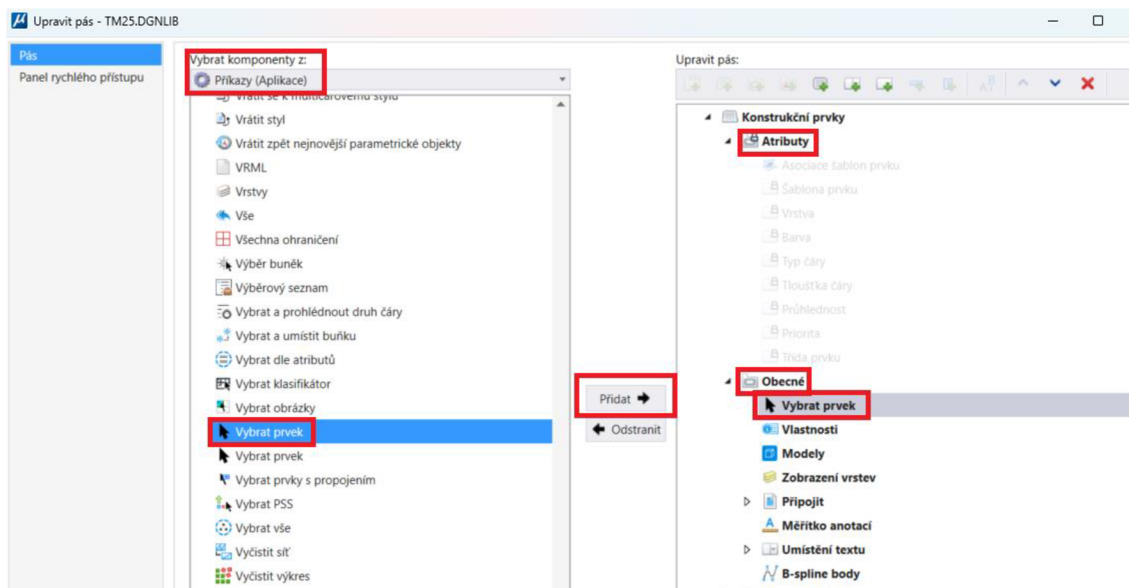 Upravit pás - TM25.DGNLIB
Pás
Panel rychlého přístupu
Vybrat komponenty z:
Příkazy (Aplikace)
Vrátit se k multičárovému stylu
Vrátit styl
Vrátit zpět nejnovější parametrické objekty
VRML
Vrstvy
Vše
Všechna ohraničení
Výběr buněk
Výběrový seznam
Vybrat a prohlédnout druh čáry
Vybrat a umístit buňku
Vybrat dle atributů
Vybrat klasifikátor
Vybrat obrázky
Vybrat prvek
Vybrat prvek
Vybrat prvky s propojením
Vybrat PSS
Vybrat vše
Vyčistit síť
Vyčistit výkres
Přidat
Odstranit
Upravit pás:
Konstrukční prvky
Atributy
Asociace šablon prvku
Šablona prvku
Vrstva
Barva
Typ čáry
Tloušťka čáry
Průhlednost
Priorita
Třída prvku
Obecné
Vybrat prvek
Vlastnosti
Modely
Zobrazení vrstev
Připojit
Měřítko anotací
Umístění textu
B-spline body